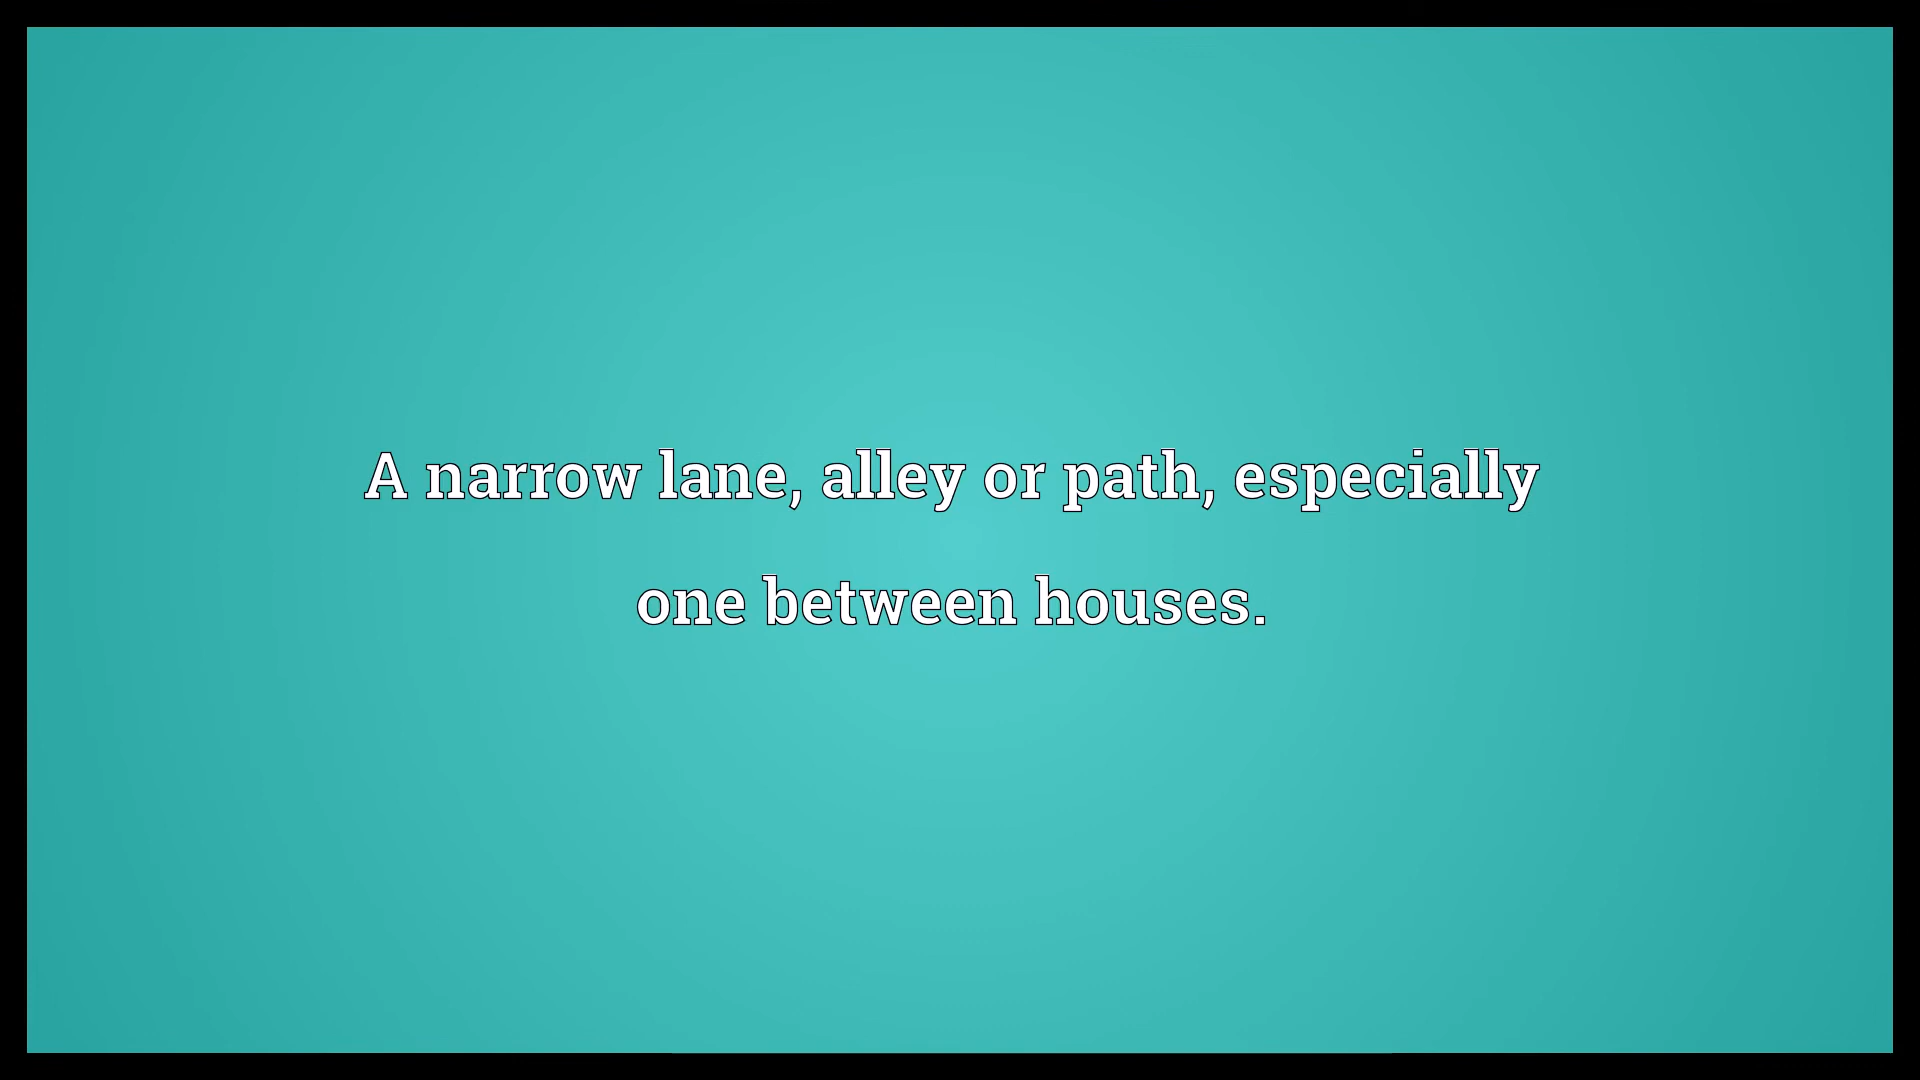 A narrow lane, alley or path, especially
one between houses.